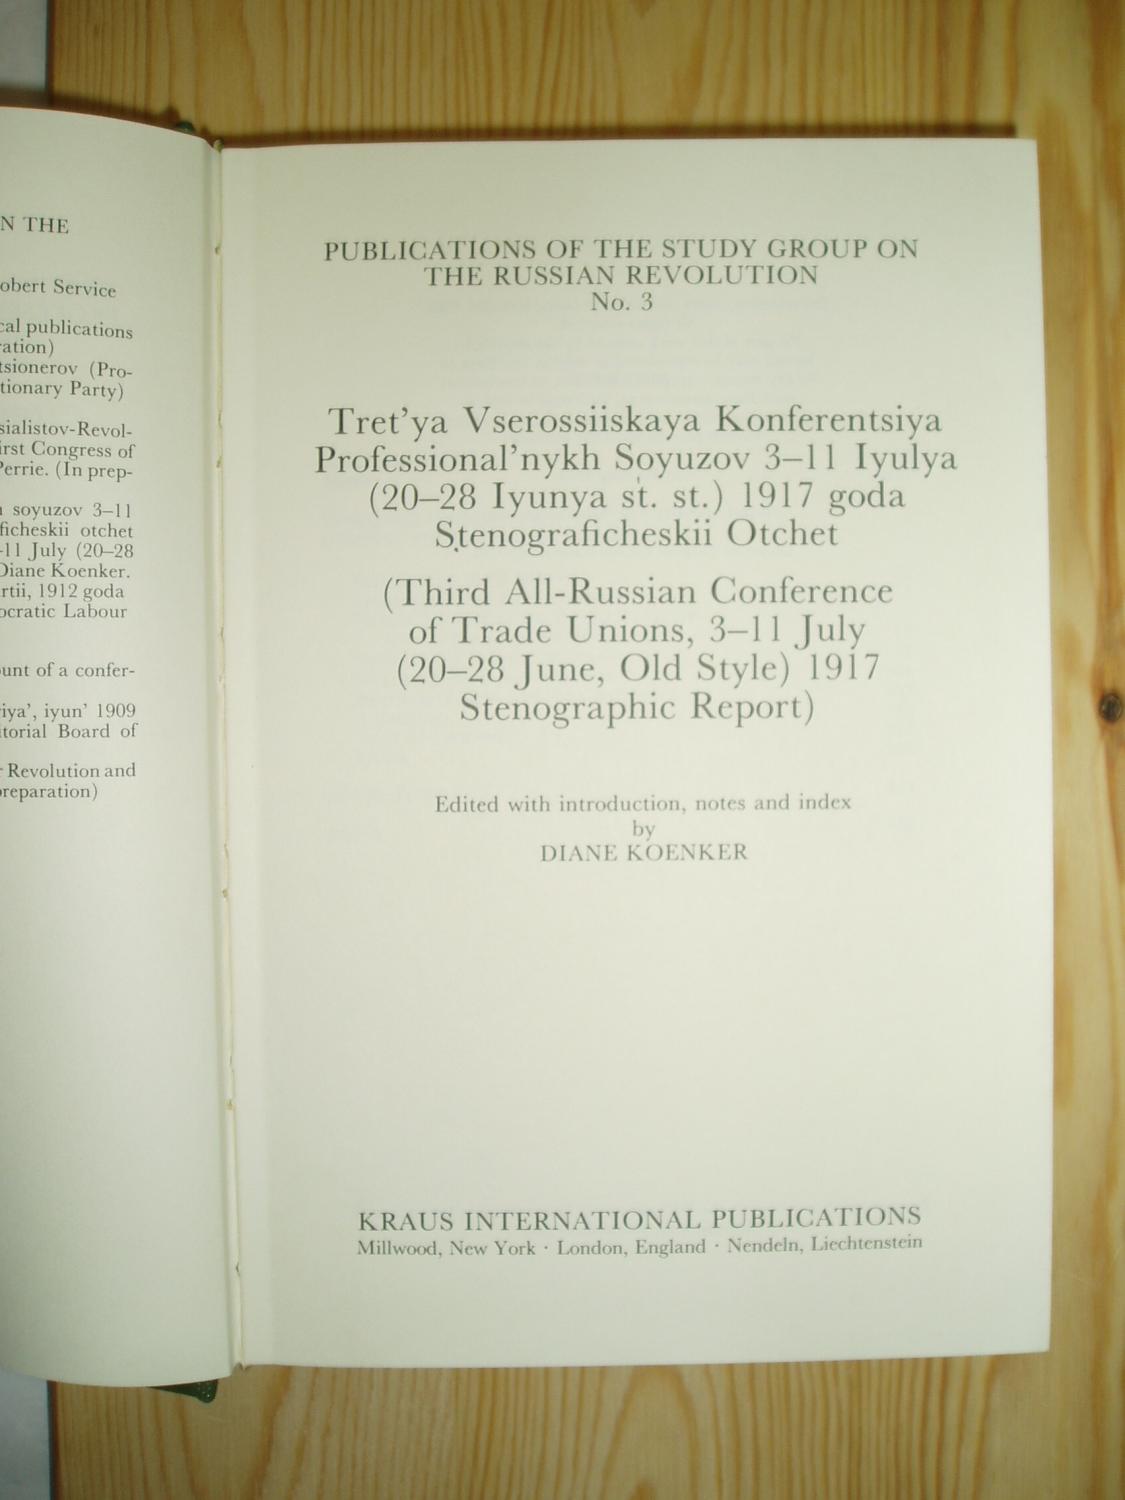 N THE
obert Service
cal publications
ration)
tsionerov (Pro-
tionary Party)
sialistov-Revol-
irst Congress of
Perrie. (In prep-
soyuzov 3–11
ficheskii otchet
-11 July (20–28
Diane Koenker.
rtii, 1912 goda
ocratic Labour
unt of a confer-
iya', iyun' 1909
itorial Board of
r Revolution and
preparation)
PUBLICATIONS OF THE STUDY GROUP ON
THE RUSSIAN REVOLUTION
No. 3
Tret'ya Vserossiiskaya Konferentsiya
Professional'nykh Soyuzov 3–11 Iyulya
(20–28 Iyunya st. st.) 1917 goda
Stenograficheskii Otchet
(Third All-Russian Conference
of Trade Unions, 3–11 July
(20–28 June, Old Style) 1917
Stenographic Report)
Edited with introduction, notes and index
by
DIANE KOENKER
KRAUS INTERNATIONAL PUBLICATIONS
Millwood, New York · London, England · Nendeln, Liechtenstein